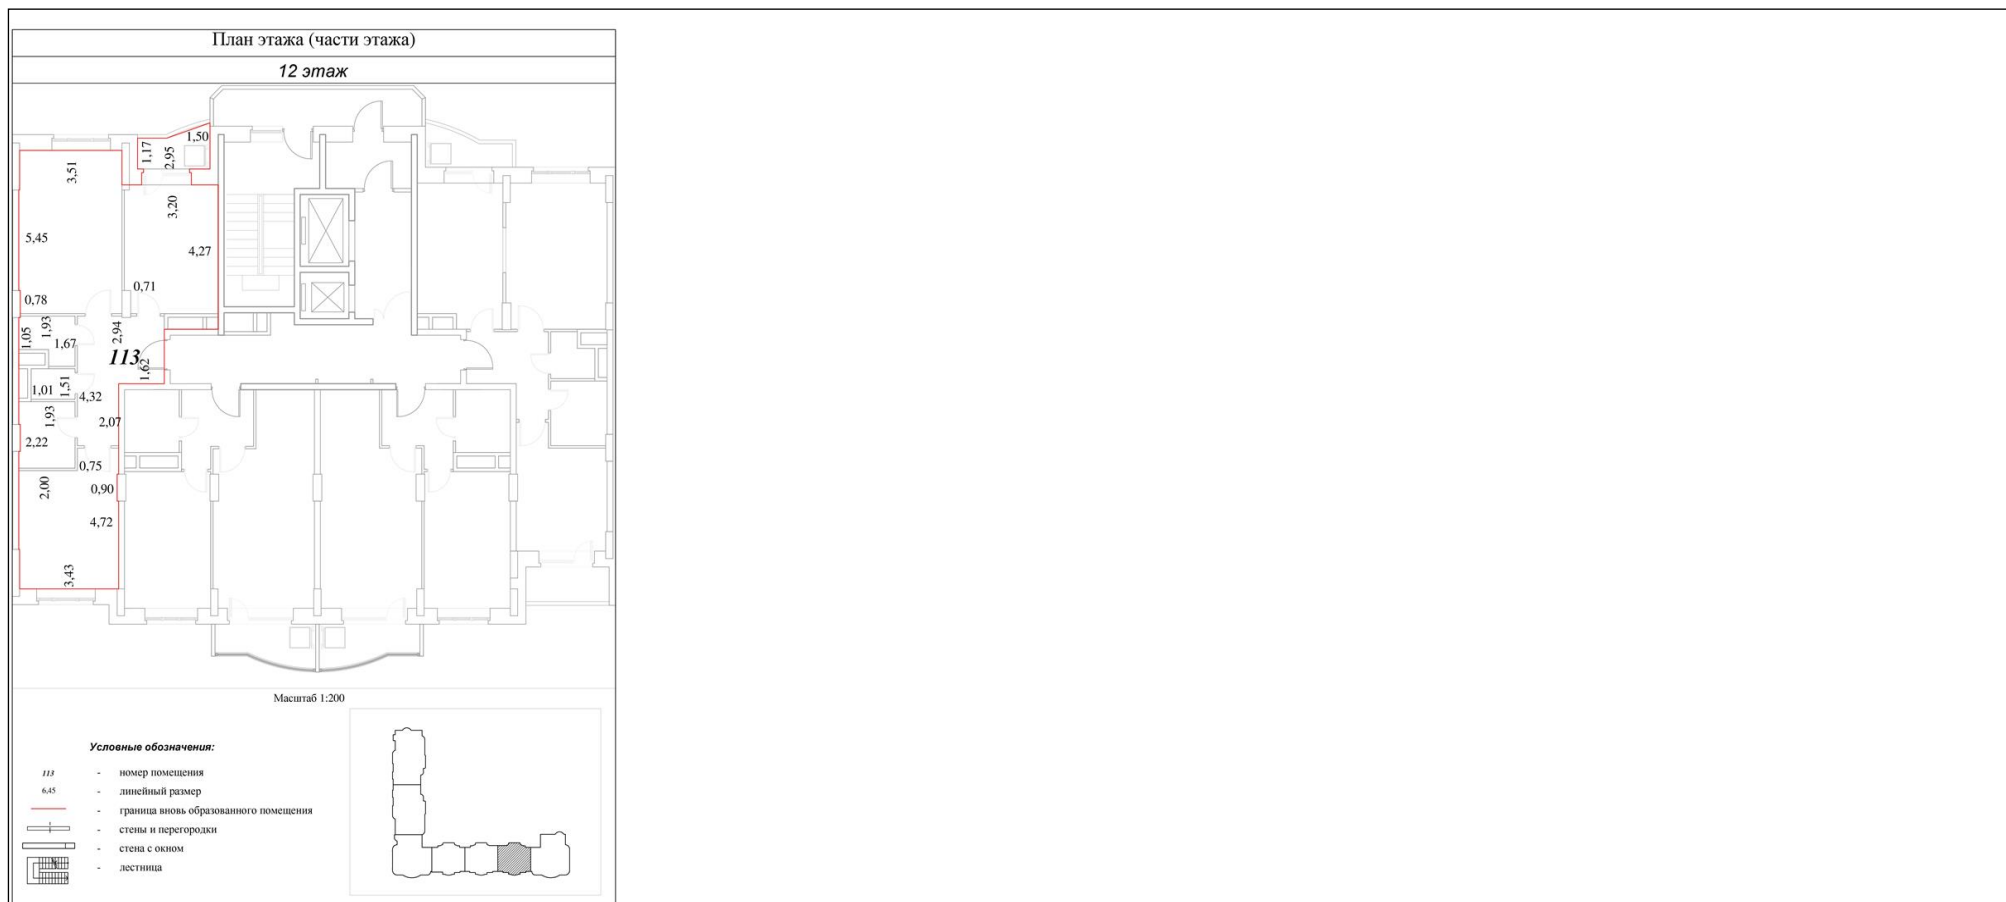 План этажа (части этажа)
12 этаж
1,50
1,17
2,95
3,51
3,20
5,45
4,27
0,71
0,78
1,93
1,05
2,94
1,67
113
1,62
1,51
1,01
4,32
1,93
2,07
2,22
0,75
2,00
0,90
4,72
3,43
Масштаб 1:200
Условные обозначения:
113 - номер помещения
6,45 - линейный размер
- граница вновь образованного помещения
- стены и перегородки
- стена с окном
- лестница